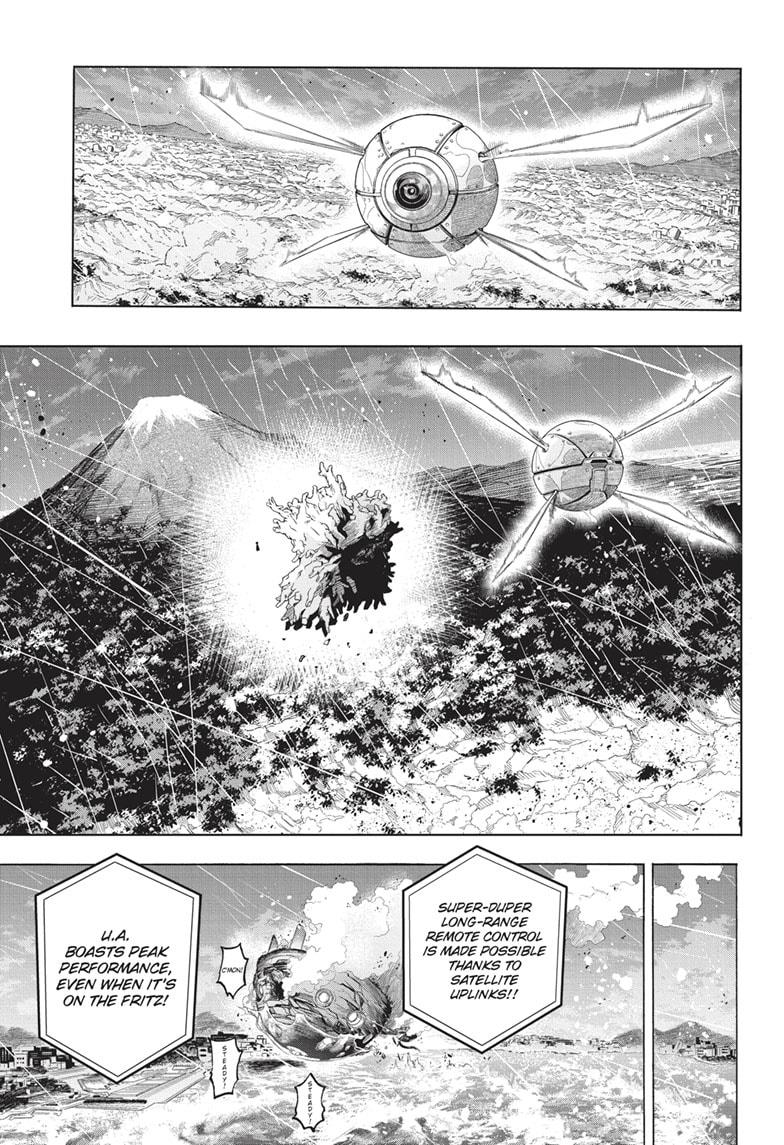 SUPER-DUPER
LONG-RANGE
REMOTE CONTROL
IS MADE POSSIBLE
THANKS TO
SATELLITE
UPLINKS!!
C'MON!
STEADY!
STEADY!
U.A.
BOASTS PEAK
PERFORMANCE,
EVEN WHEN IT'S
ON THE FRITZ!